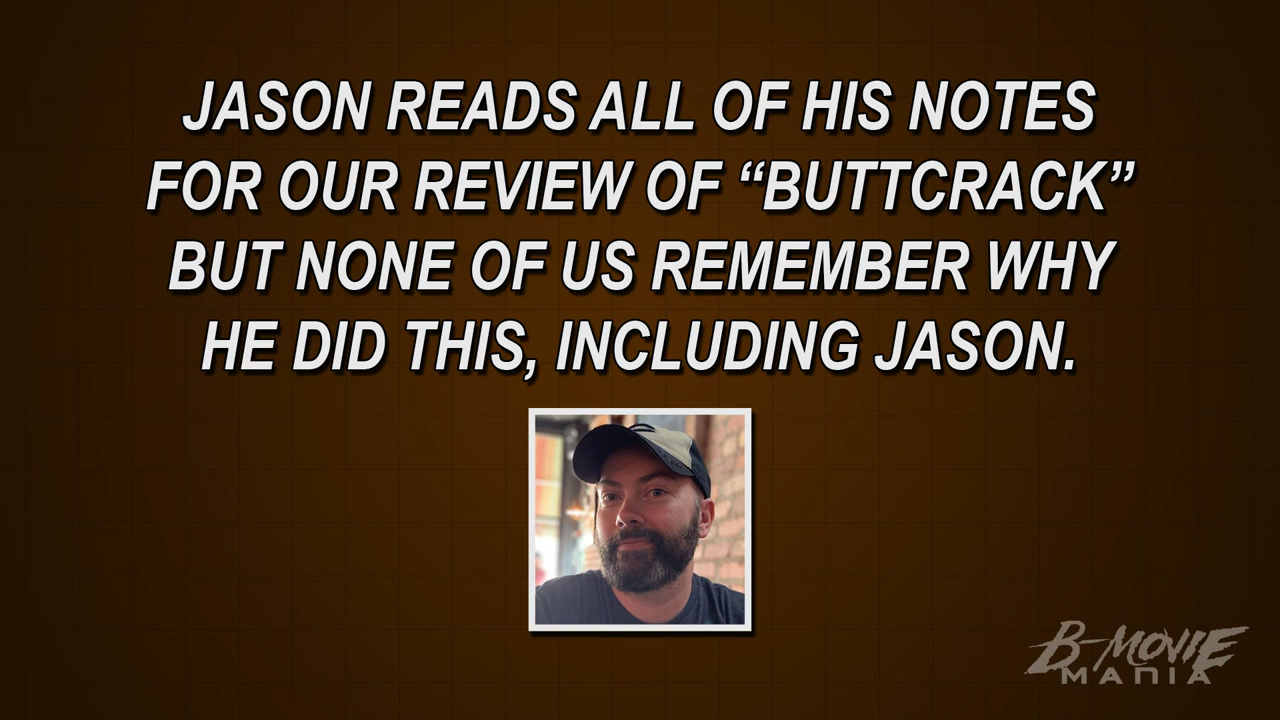 JASON READS ALL OF HIS NOTES
FOR OUR REVIEW OF “BUTTCRACK”
BUT NONE OF US REMEMBER WHY
HE DID THIS, INCLUDING JASON.
B-MOVIE
MANIA